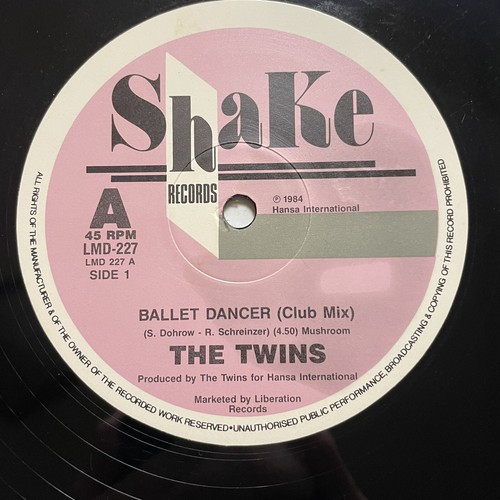 Shake
RECORDS
A
45 RPM
LMD-227
LMD 227 A
SIDE 1
℗ 1984
Hansa International
BALLET DANCER (Club Mix)
(S. Dohrow - R. Schreinzer) (4.50) Mushroom
THE TWINS
Produced by The Twins for Hansa International
Marketed by Liberation
Records
ALL RIGHTS OF THE MANUFACTURER & OF THE OWNER OF THE RECORDED WORK RESERVED•UNAUTHORISED PUBLIC PERFORMANCE, BROADCASTING & COPYING OF THIS RECORD PROHIBITED